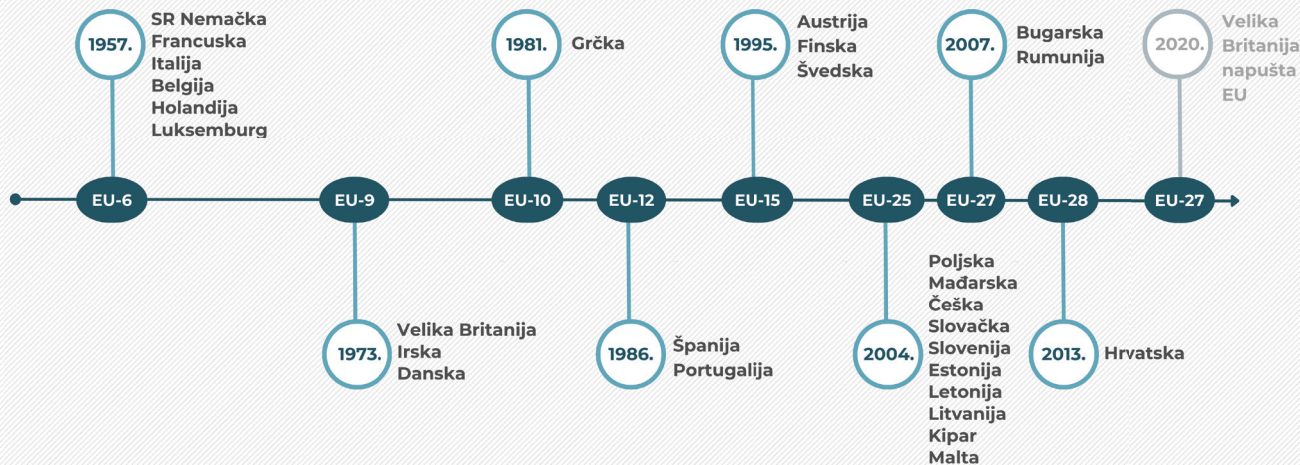 1957.
SR Nemačka
Francuska
Italija
Belgija
Holandija
Luksemburg
EU-6
EU-9
1973.
Velika Britanija
Irska
Danska
1981.
Grčka
EU-10
EU-12
1986.
Španija
Portugalija
1995.
Austrija
Finska
Švedska
EU-15
EU-25
2004.
Poljska
Mađarska
Češka
Slovačka
Slovenija
Estonija
Letonija
Litvanija
Kipar
Malta
2007.
Bugarska
Rumunija
EU-27
EU-28
2013.
Hrvatska
2020.
Velika
Britanija
napušta
EU
EU-27